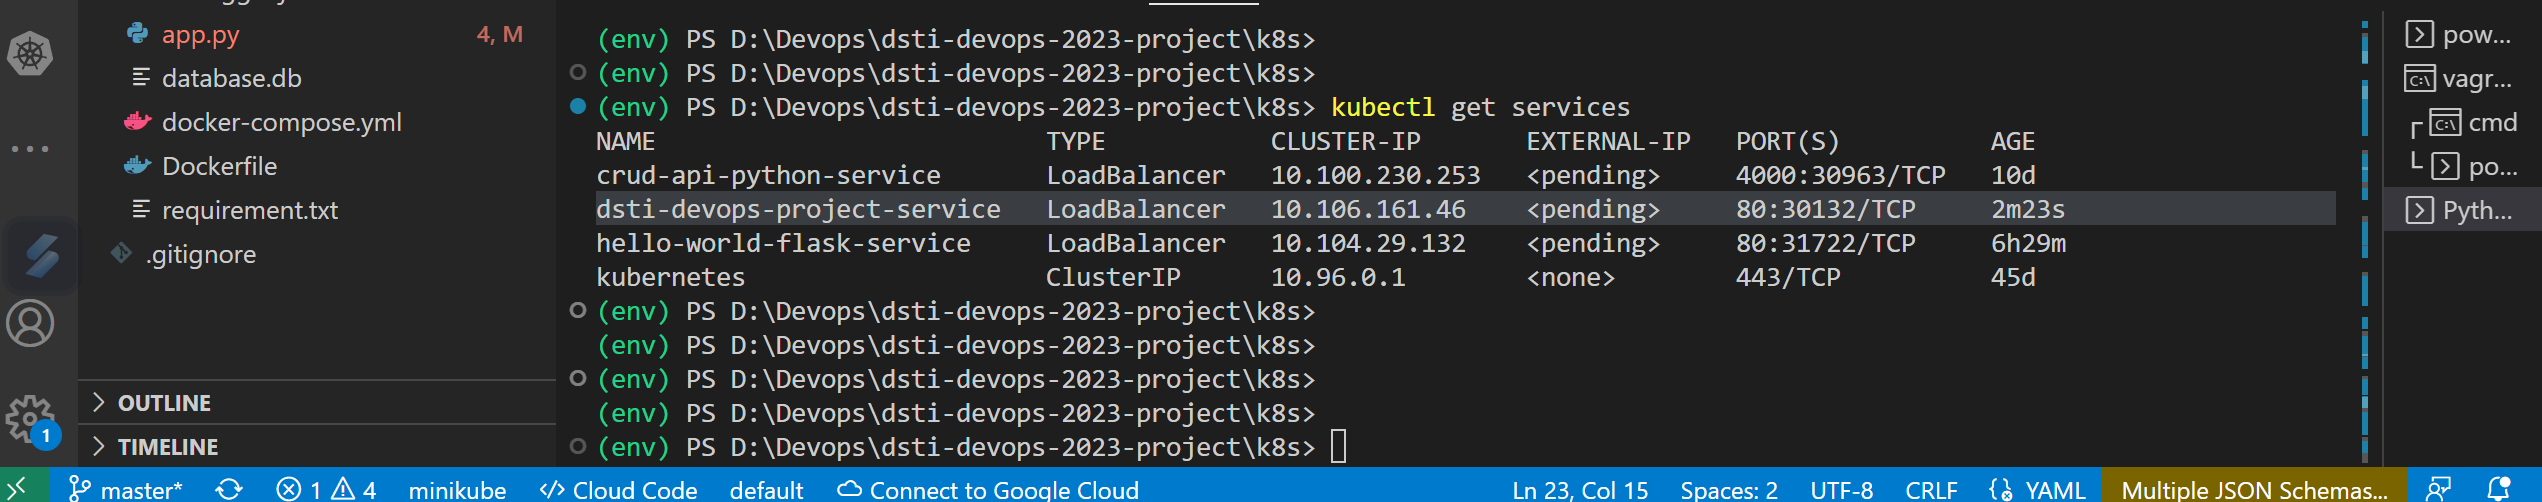 app.py 4, M
database.db
docker-compose.yml
Dockerfile
requirement.txt
.gitignore
OUTLINE
TIMELINE
1
(env) PS D:\Devops\dsti-devops-2023-project\k8s>
(env) PS D:\Devops\dsti-devops-2023-project\k8s>
(env) PS D:\Devops\dsti-devops-2023-project\k8s> kubectl get services
NAME TYPE CLUSTER-IP EXTERNAL-IP PORT(S) AGE
crud-api-python-service LoadBalancer 10.100.230.253 <pending> 4000:30963/TCP 10d
dsti-devops-project-service LoadBalancer 10.106.161.46 <pending> 80:30132/TCP 2m23s
hello-world-flask-service LoadBalancer 10.104.29.132 <pending> 80:31722/TCP 6h29m
kubernetes ClusterIP 10.96.0.1 <none> 443/TCP 45d
(env) PS D:\Devops\dsti-devops-2023-project\k8s>
(env) PS D:\Devops\dsti-devops-2023-project\k8s>
(env) PS D:\Devops\dsti-devops-2023-project\k8s>
(env) PS D:\Devops\dsti-devops-2023-project\k8s>
(env) PS D:\Devops\dsti-devops-2023-project\k8s>
pow...
vagr...
cmd
po...
Pyth...
master* 1 4 minikube Cloud Code default Connect to Google Cloud Ln 23, Col 15 Spaces: 2 UTF-8 CRLF YAML Multiple JSON Schemas...